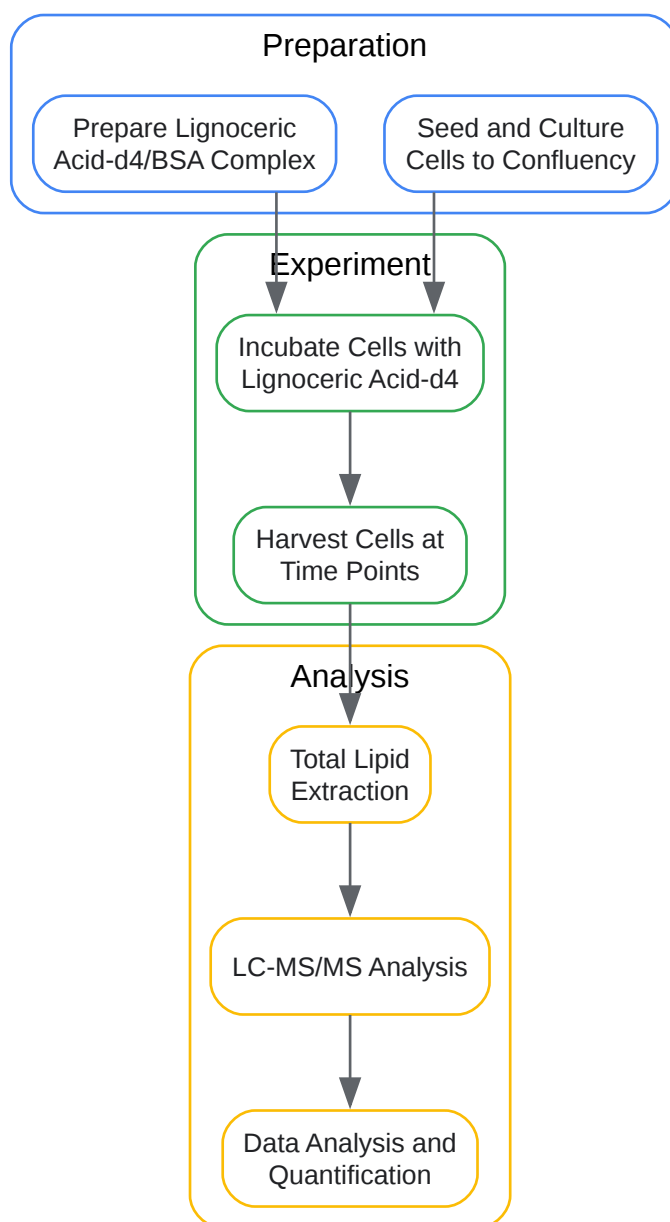 Preparation
Prepare Lignoceric
Acid-d4/BSA Complex
Seed and Culture
Cells to Confluency
Experiment
Incubate Cells with
Lignoceric Acid-d4
Harvest Cells at
Time Points
Analysis
Total Lipid
Extraction
LC-MS/MS Analysis
Data Analysis and
Quantification